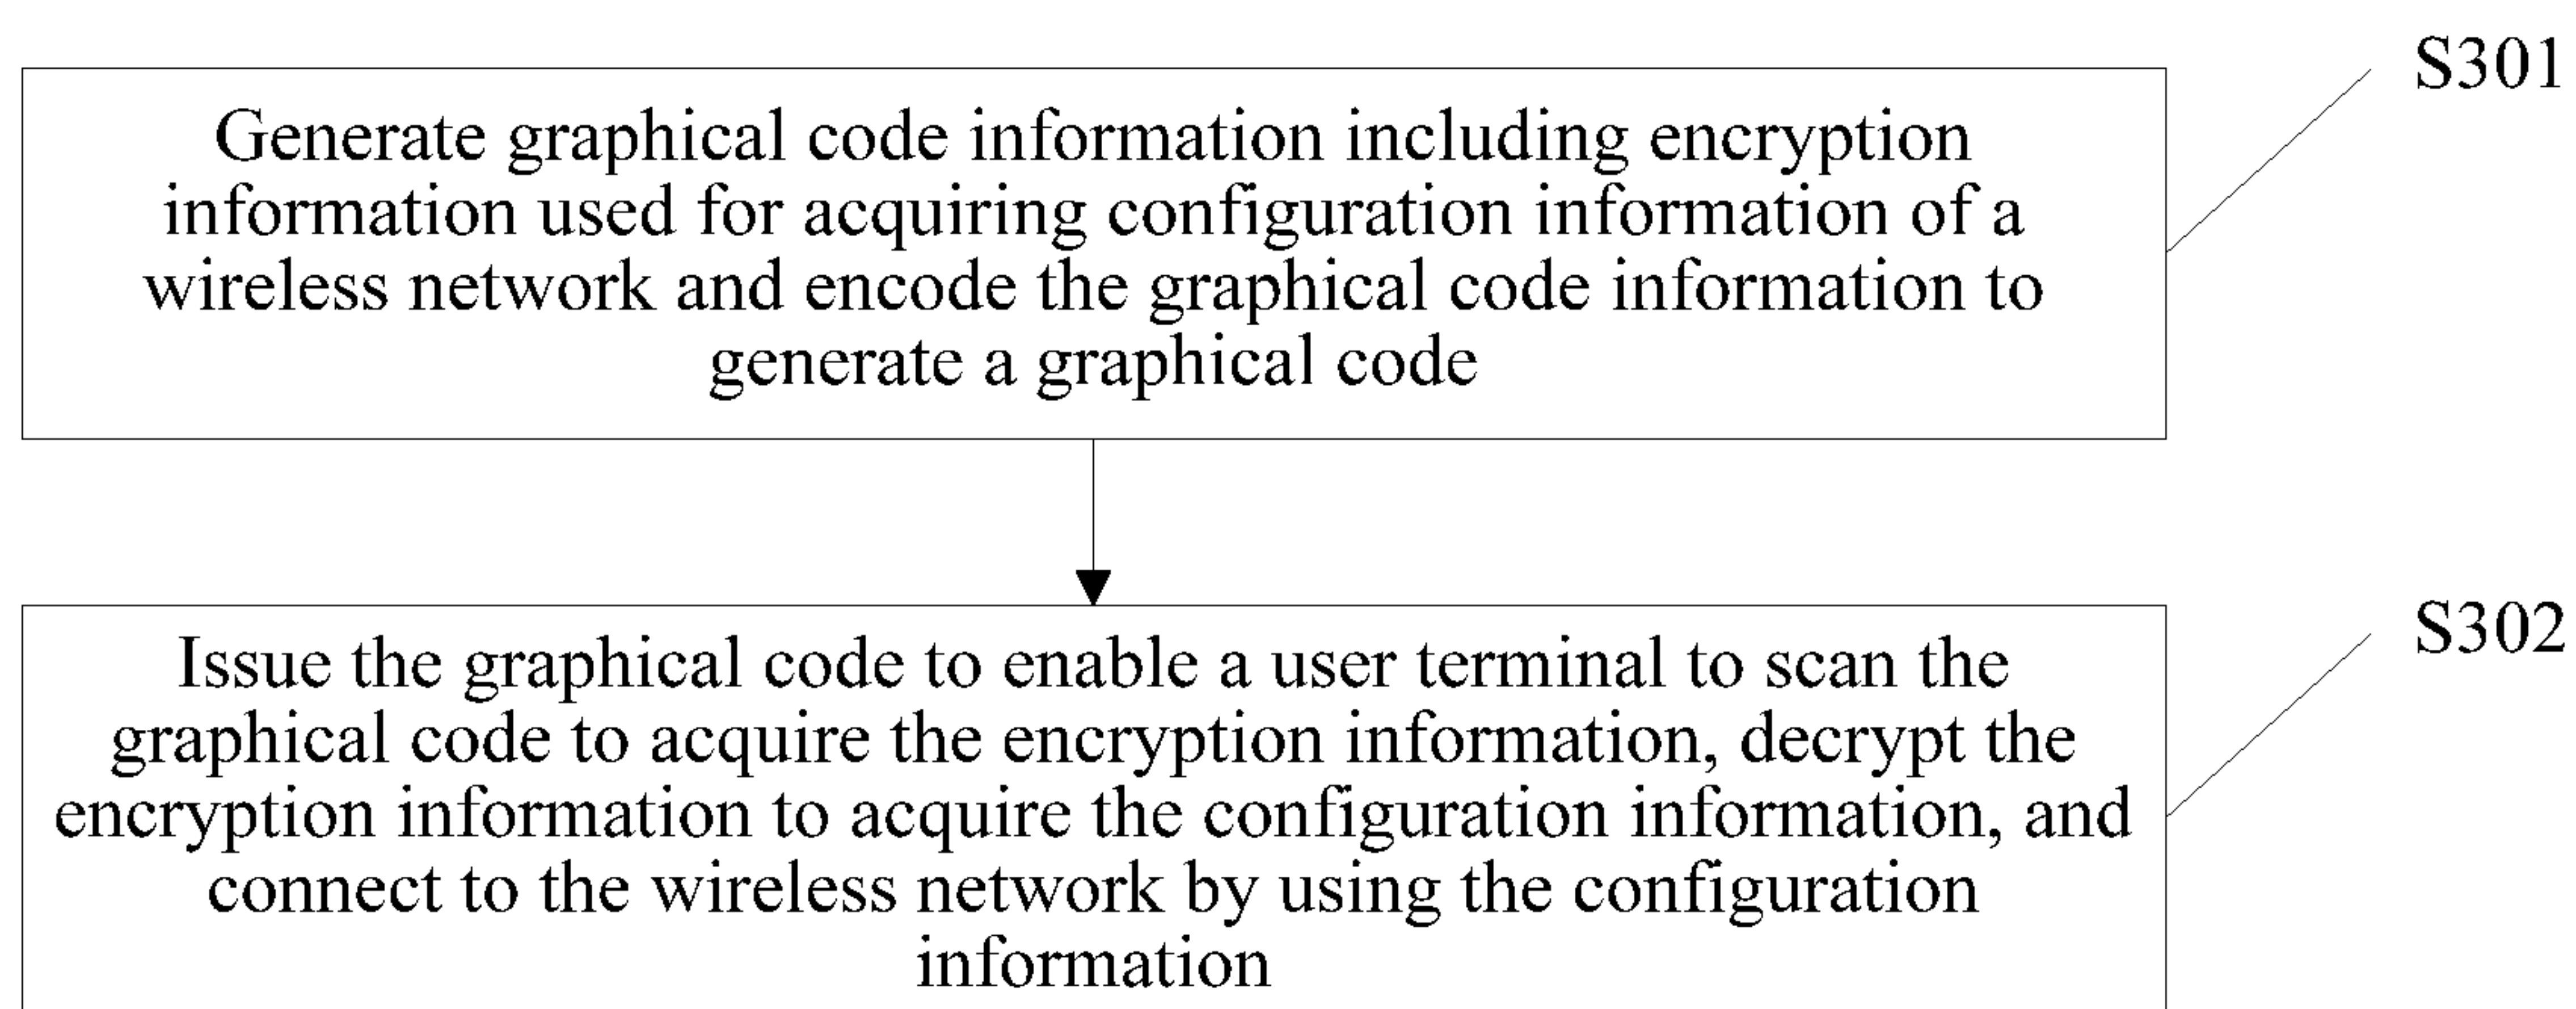 S301
Generate graphical code information including encryption
information used for acquiring configuration information of a
wireless network and encode the graphical code information to
generate a graphical code
S302
Issue the graphical code to enable a user terminal to scan the
graphical code to acquire the encryption information, decrypt the
encryption information to acquire the configuration information, and
connect to the wireless network by using the configuration
information